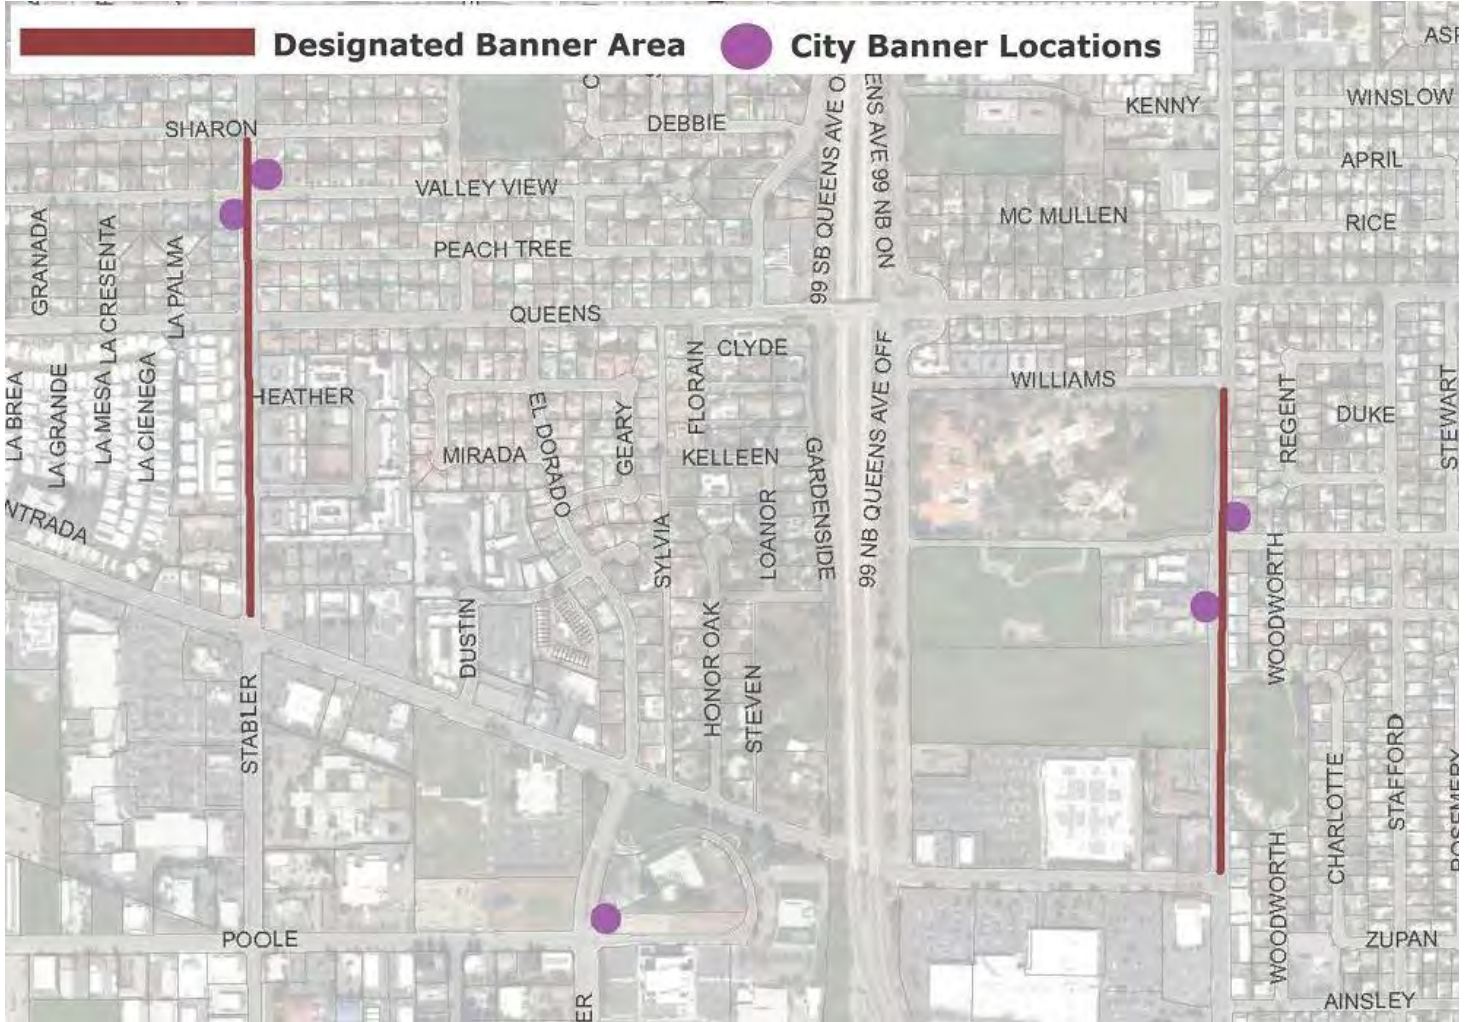 Designated Banner Area
City Banner Locations
SHARON
DEBBIE
KENNY
WINSLOW
APRIL
VALLEY VIEW
MC MULLEN
RICE
PEACH TREE
GRANADA
LA CRESENTA
LA PALMA
99 SB QUEENS AVE O
ENS AVE 99 NB ON
QUEENS
CLYDE
FLORAIN
WILLIAMS
99 NB QUEENS AVE OFF
LA BREA
LA GRANDE
LA MESA
LA CIENEGA
HEATHER
EL DORADO
GEARY
MIRADA
KELLEEN
GARDENSIDE
REGENT
DUKE
STEWART
NTRADA
SYLVIA
LOANOR
WOODWORTH
DUSTIN
HONOR OAK
STEVEN
STABLER
CHARLOTTE
STAFFORD
ROSEMERY
WOODWORTH
POOLE
ZUPAN
ER
AINSLEY